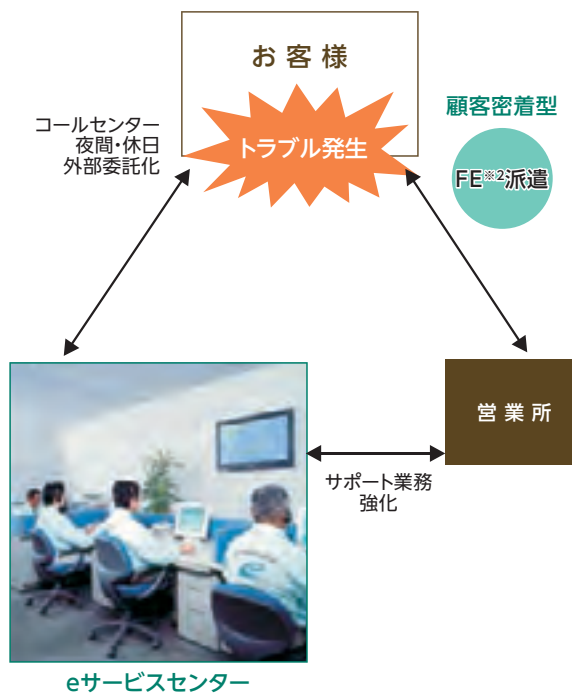 お客様
トラブル発生
コールセンター
夜間・休日
外部委託化
顧客密着型
FE※2派遣
営業所
サポート業務
強化
eサービスセンター